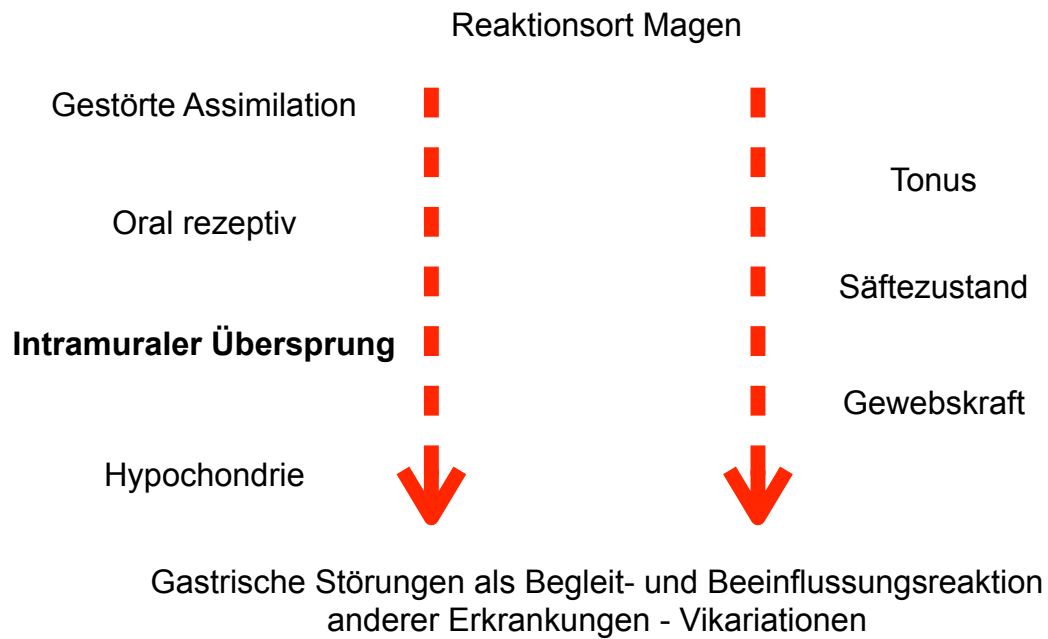 Reaktionsort Magen
Gestörte Assimilation
Tonus
Oral rezeptiv
Säftezustand
Intramuraler Übersprung
Gewebskraft
Hypochondrie
Gastrische Störungen als Begleit- und Beeinflussungsreaktion
anderer Erkrankungen - Vikariationen